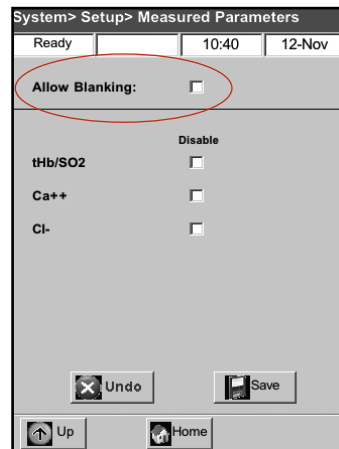 System> Setup> Measured Parameters
Ready 10:40 12-Nov
Allow Blanking:
Disable
tHb/SO2
Ca++
Cl-
Undo Save
Up Home